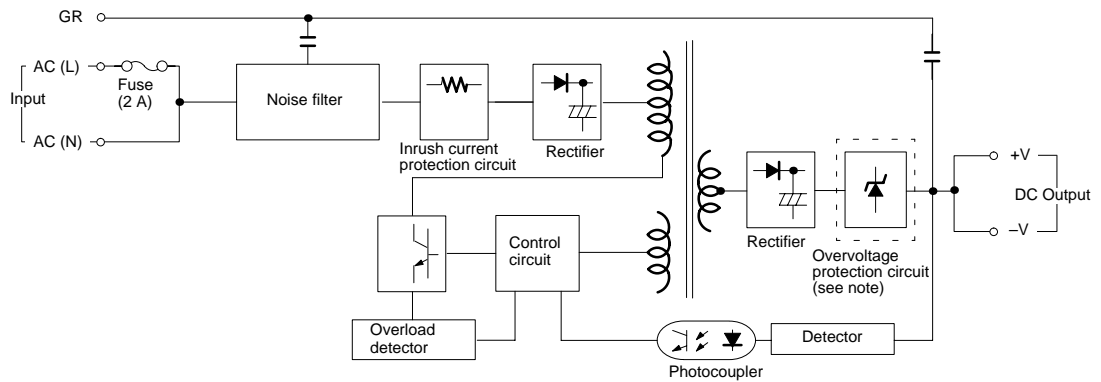 GR
AC (L)
Fuse
(2 A)
Input
AC (N)
Noise filter
Inrush current
protection circuit
Rectifier
Rectifier
Overvoltage
protection circuit
(see note)
+V
DC Output
–V
Control
circuit
Overload
detector
Photocoupler
Detector